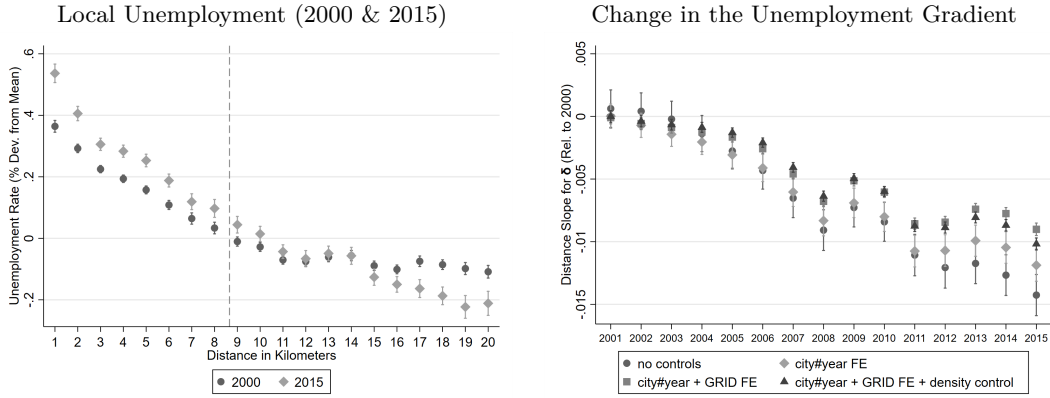 Local Unemployment (2000 & 2015)
Unemployment Rate (% Dev. from Mean)
.6
.4
.2
0
-.2
1 2 3 4 5 6 7 8 9 10 11 12 13 14 15 16 17 18 19 20
Distance in Kilometers
2000 2015
Change in the Unemployment Gradient
Distance Slope for δ (Rel. to 2000)
.005
0
-.005
-.01
-.015
2001 2002 2003 2004 2005 2006 2007 2008 2009 2010 2011 2012 2013 2014 2015
no controls city#year FE
city#year + GRID FE city#year + GRID FE + density control